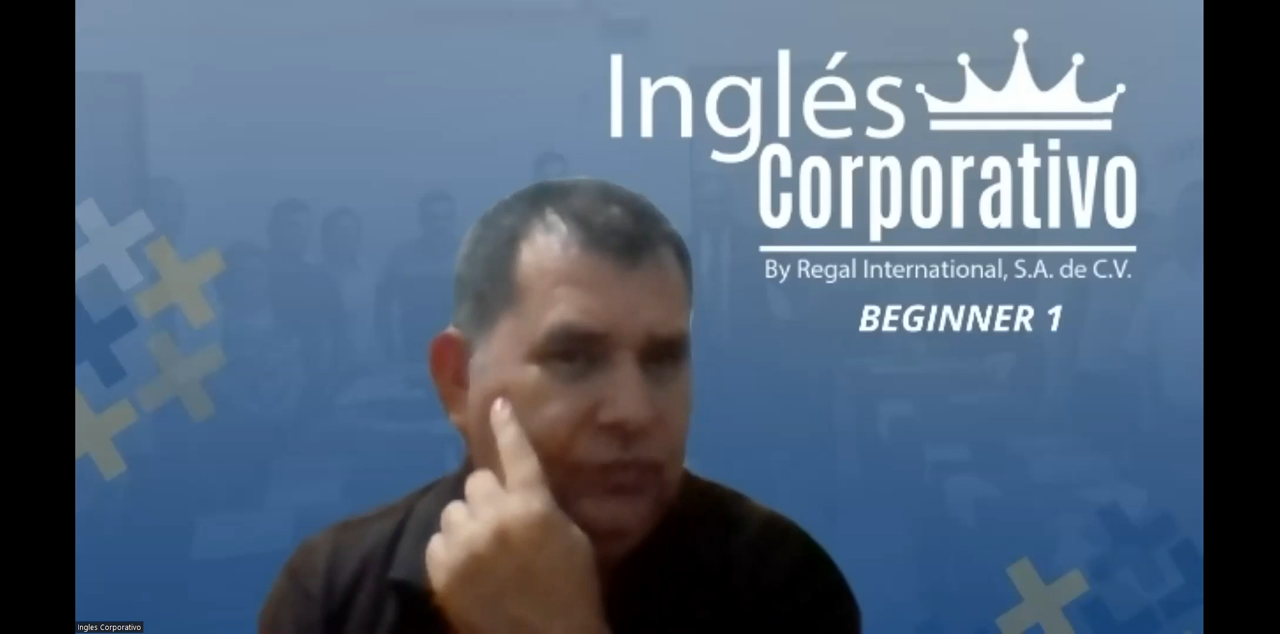 Inglés
Corporativo
By Regal International, S.A. de C.V.
BEGINNER 1
Ingles Corporativo